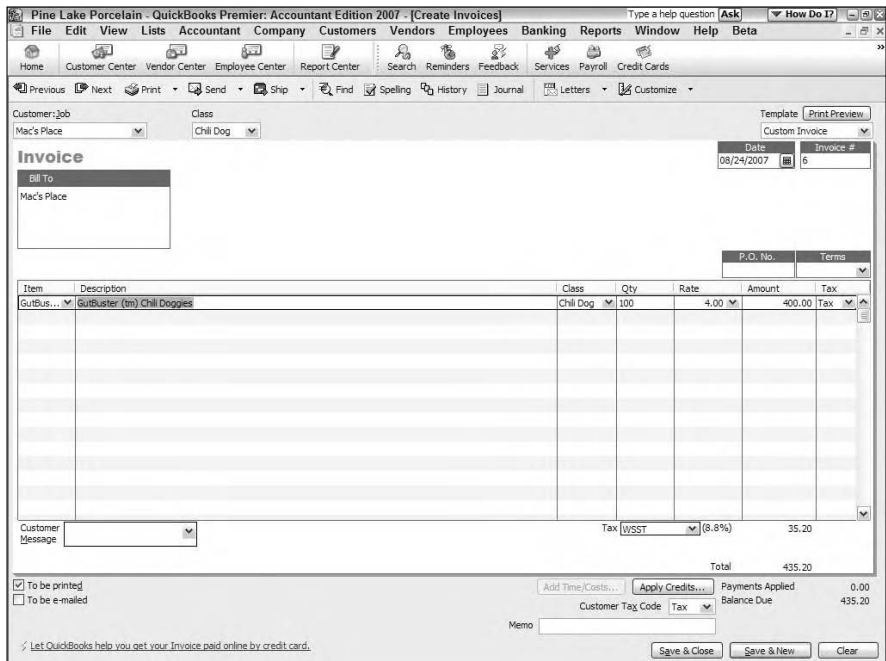 Pine Lake Porcelain - QuickBooks Premier: Accountant Edition 2007 - [Create Invoices] Type a help question Ask How Do I?
File Edit View Lists Accountant Company Customers Vendors Employees Banking Reports Window Help Beta
Home Customer Center Vendor Center Employee Center Report Center Search Reminders Feedback Services Payroll Credit Cards
Previous Next Print Send Ship Find Spelling History Journal Letters Customize
Customer:Job Class Template Print Preview
Mac's Place Chili Dog Custom Invoice
Invoice Date Invoice #
08/24/2007 6
Bill To
Mac's Place
P.O. No. Terms
Item Description Class Qty Rate Amount Tax
GutBus... GutBuster (tm) Chili Doggies Chili Dog 100 4.00 400.00 Tax
Customer Message Tax WSST (8.8%) 35.20
Total 435.20
To be printed Add Time/Costs... Apply Credits... Payments Applied 0.00
To be e-mailed Customer Tax Code Tax Balance Due 435.20
Memo
Let QuickBooks help you get your Invoice paid online by credit card. Save & Close Save & New Clear